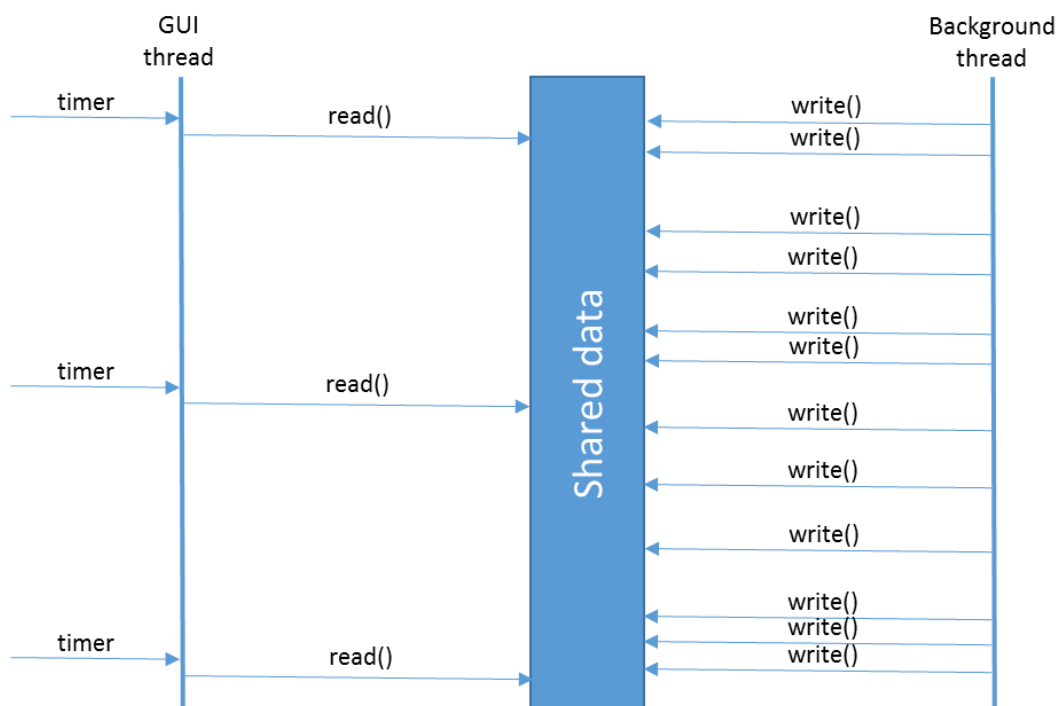 GUI
thread
Background
thread
timer
read()
write()
write()
write()
write()
write()
write()
timer
read()
write()
write()
write()
write()
write()
timer
read()
write()
Shared data